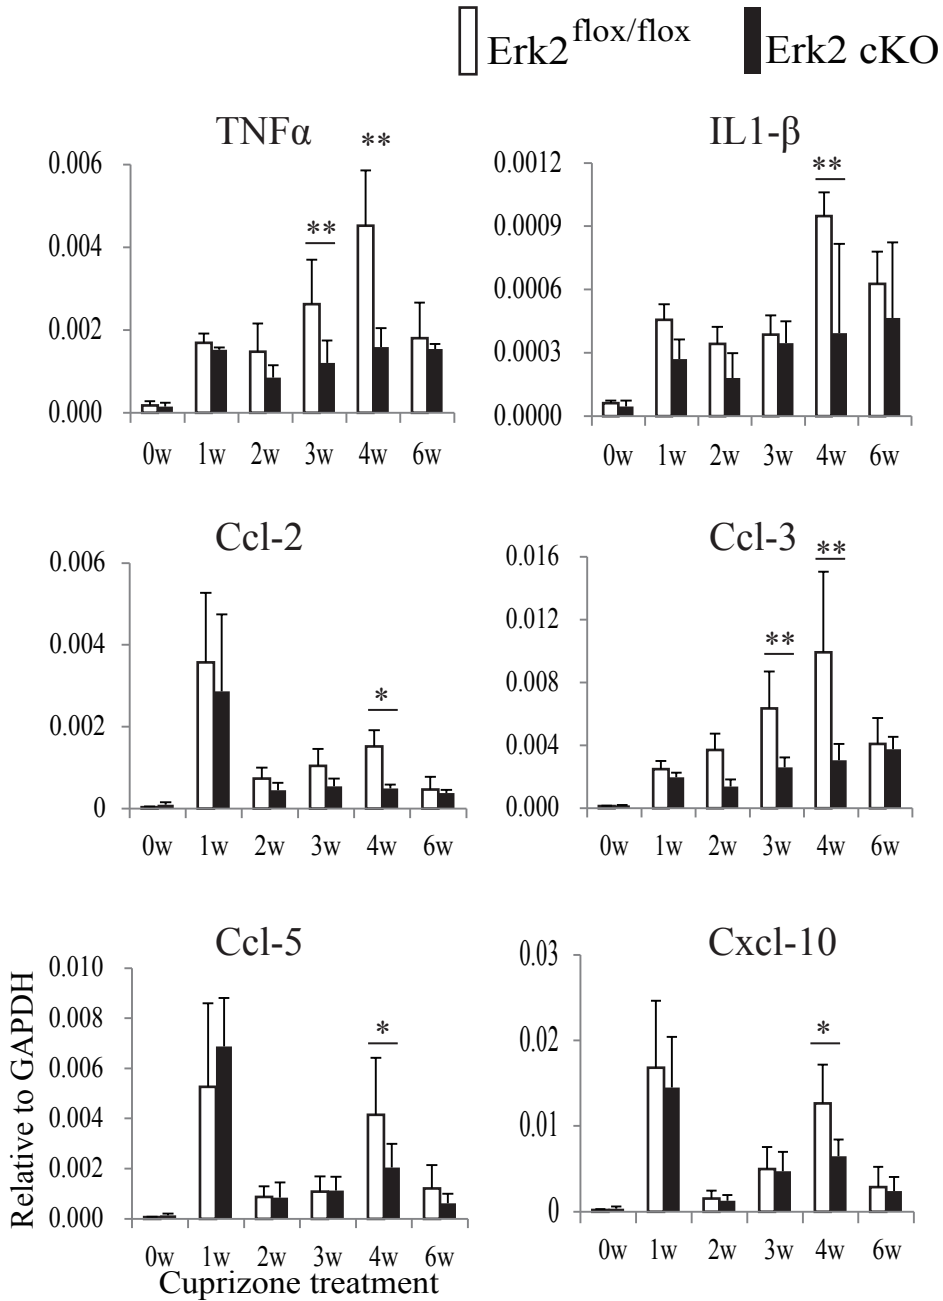 Erk2 flox/flox Erk2 cKO
TNFα
**
**
0.006
0.004
0.002
0.000
0w 1w 2w 3w 4w 6w
IL1-β
**
0.0012
0.0009
0.0006
0.0003
0.0000
0w 1w 2w 3w 4w 6w
Ccl-2
*
0.006
0.004
0.002
0
0w 1w 2w 3w 4w 6w
Ccl-3
**
**
0.016
0.012
0.008
0.004
0.000
0w 1w 2w 3w 4w 6w
Ccl-5
*
0.010
0.008
0.006
0.004
0.002
0.000
0w 1w 2w 3w 4w 6w
Relative to GAPDH
Cuprizone treatment
Cxcl-10
*
0.03
0.02
0.01
0
0w 1w 2w 3w 4w 6w